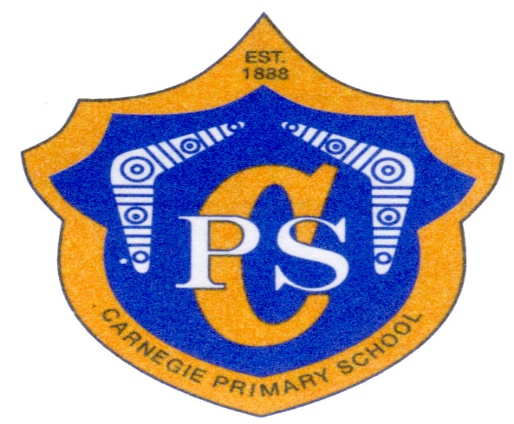 EST.
1888
C
PS
CARNEGIE PRIMARY SCHOOL